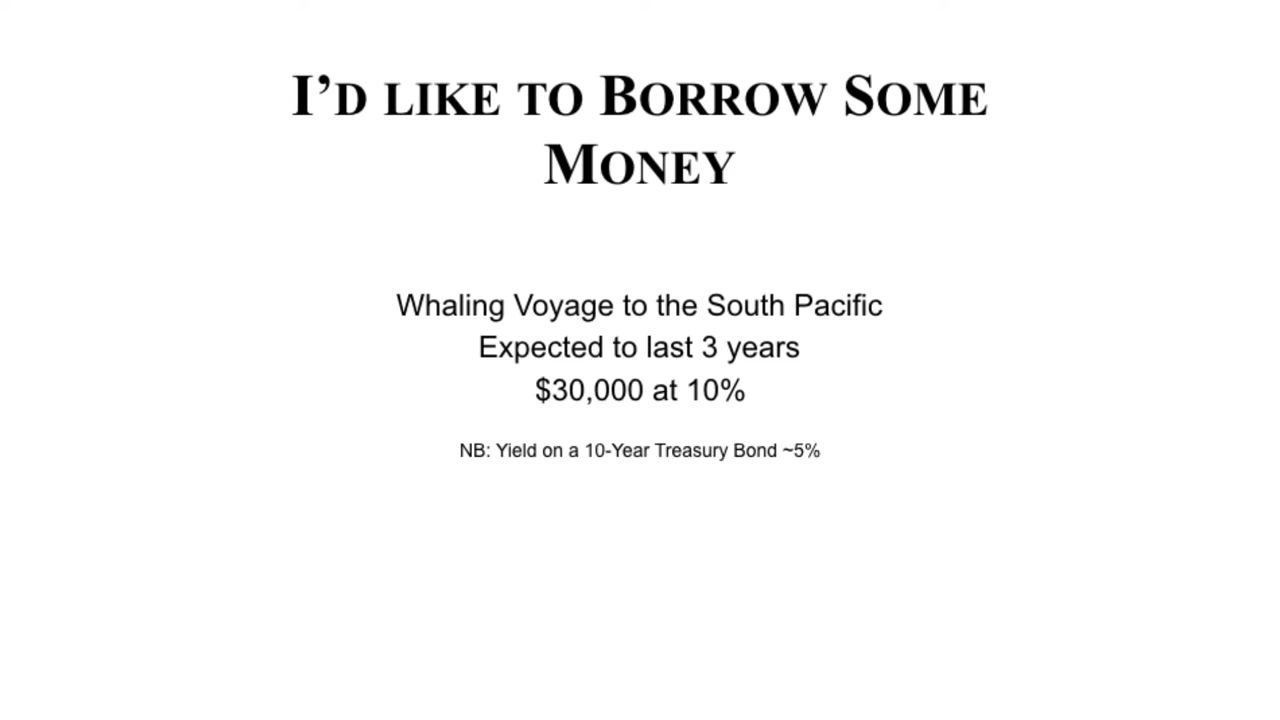 I’D LIKE TO BORROW SOME
MONEY
Whaling Voyage to the South Pacific
Expected to last 3 years
$30,000 at 10%
NB: Yield on a 10-Year Treasury Bond ~5%